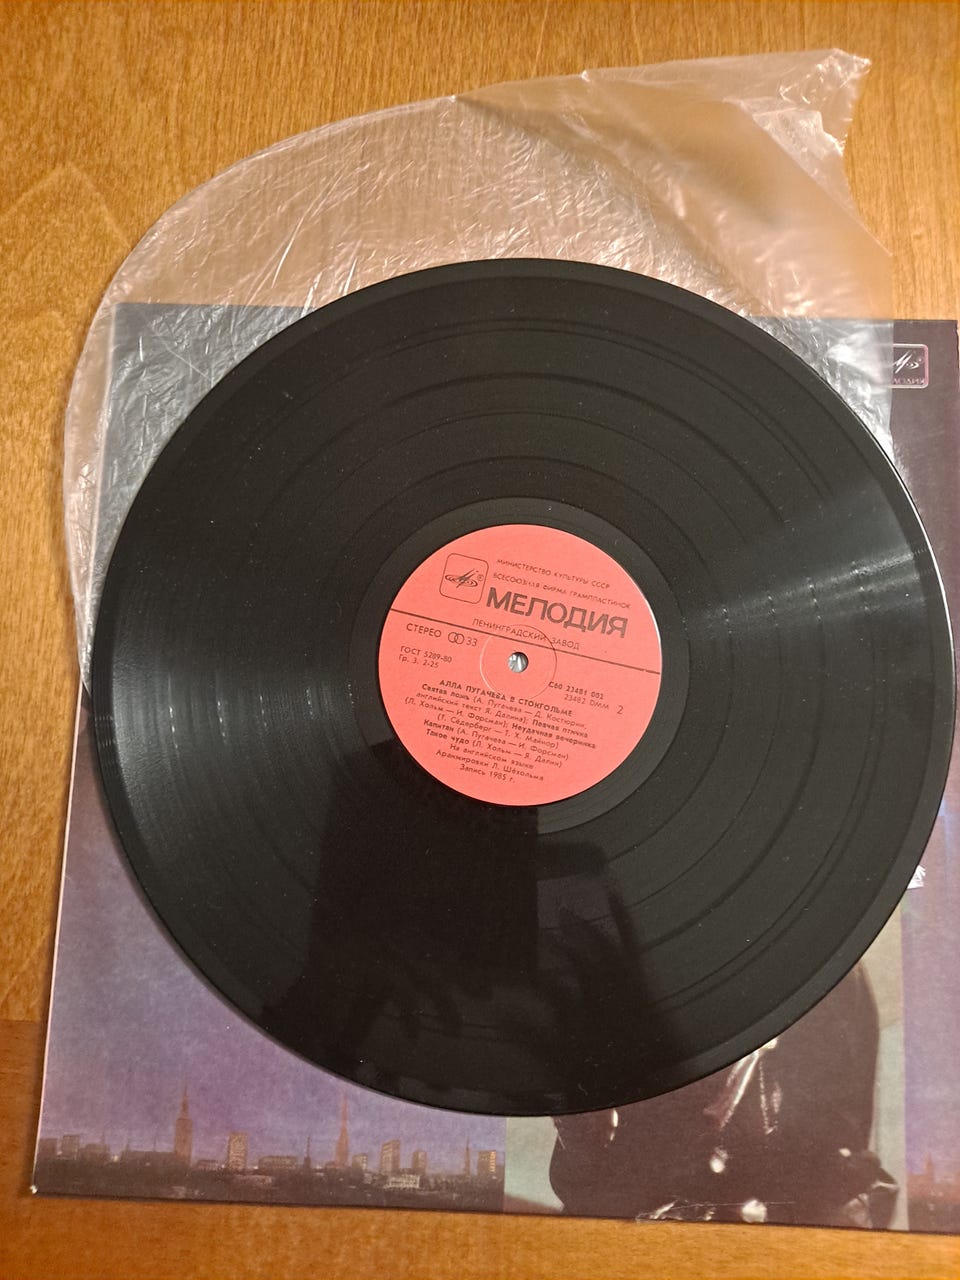 МИНИСТЕРСТВО КУЛЬТУРЫ СССР
ВСЕСОЮЗНАЯ ФИРМА ГРАМПЛАСТИНОК
МЕЛОДИЯ
ЛЕНИНГРАДСКИЙ ЗАВОД
СТЕРЕО 33
ГОСТ 5289-80
Гр. 3. 2-25
С60 23481 002
23482 DMM 2
АЛЛА ПУГАЧЕВА В СТОКГОЛЬМЕ
Святая ложь (А. Пугачева — Д. Костюрин,
английский текст Я. Далина); Певчая птичка
(Л. Хольм — И. Форсман); Неудачная вечеринка
(Т. Седерберг — Т. Х. Майнор)
Капитан (А. Пугачева — И. Форсман)
Такое чудо (Л. Хольм — Я. Далин)
На английском языке
Аранжировки Л. Шёхольма
Запись 1985 г.